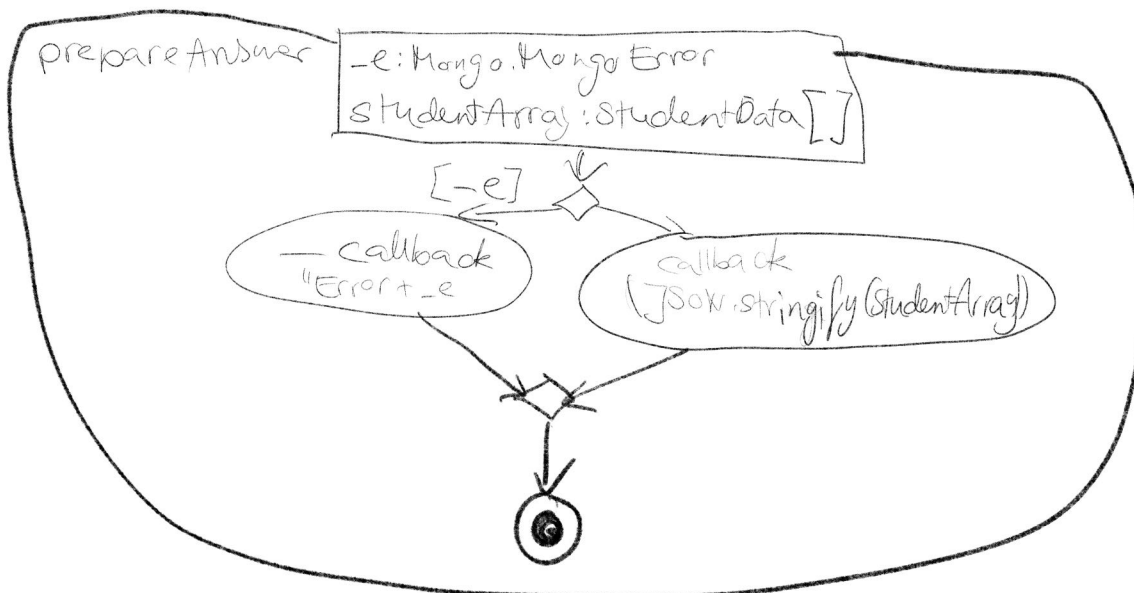 prepareAnswer
_e: Mongo.MongoError
studentArray: StudentData[]
[_e]
_callback
"Error + _e
callback
(JSON.stringify(studentArray)